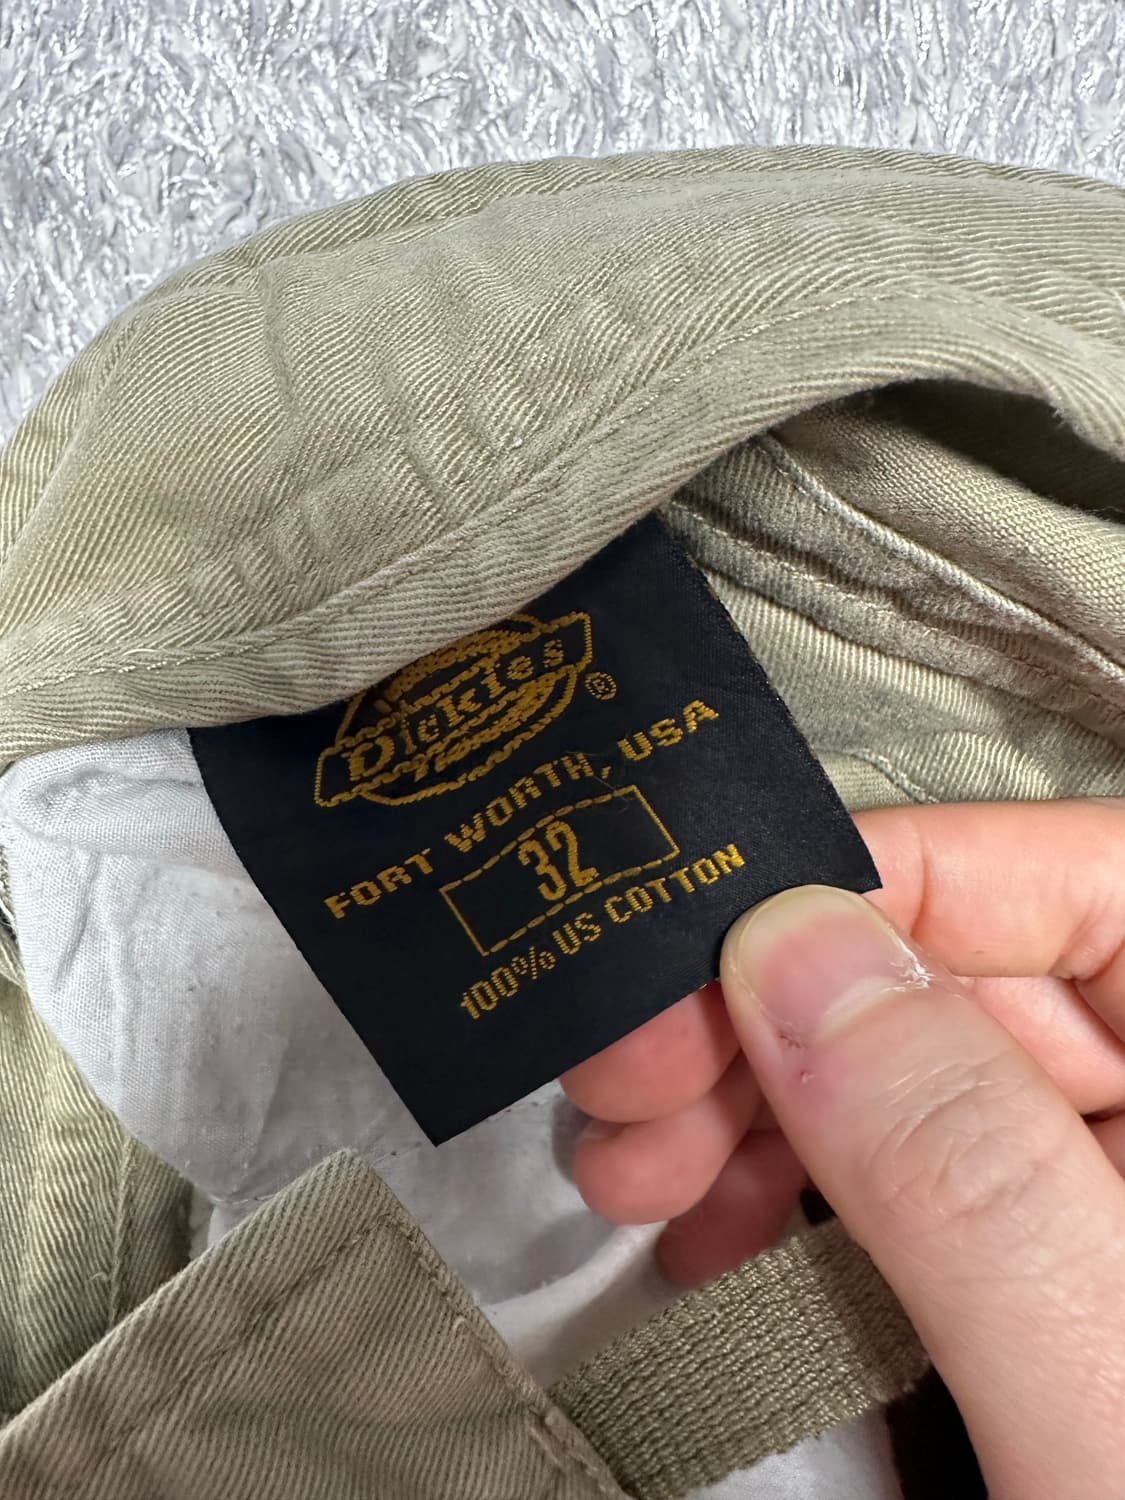 Dickies ®
FORT WORTH, USA
32
100% US COTTON